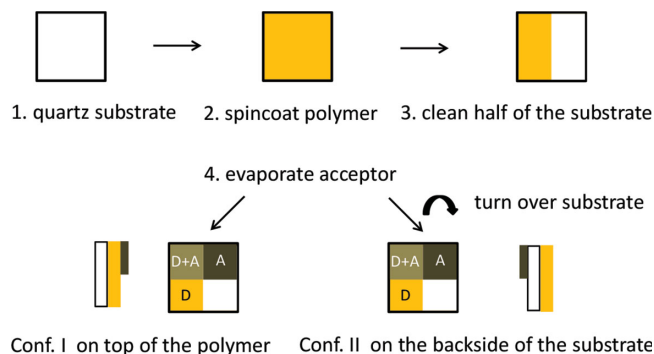 1. quartz substrate 2. spincoat polymer 3. clean half of the substrate
4. evaporate acceptor
turn over substrate
D+A A D+A A
D D
Conf. I on top of the polymer Conf. II on the backside of the substrate